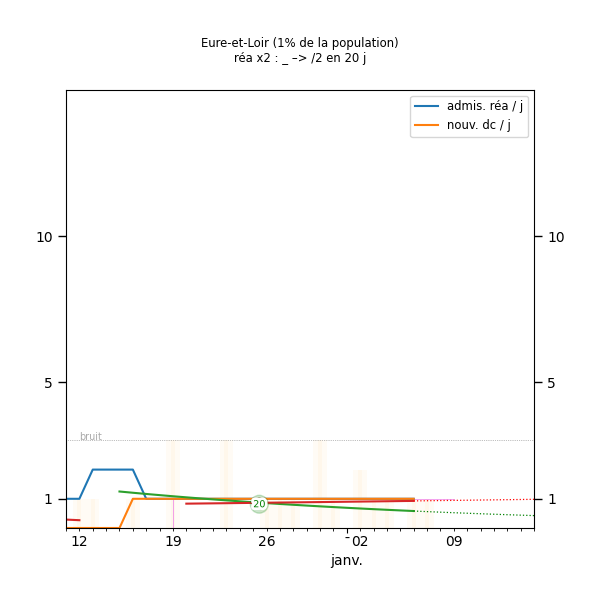 Eure-et-Loir (1% de la population)
réa x2 : _ –> /2 en 20 j
admis. réa / j
nouv. dc / j
10 10
5 5
bruit
20
1 1
12 19 26 02 09
janv.